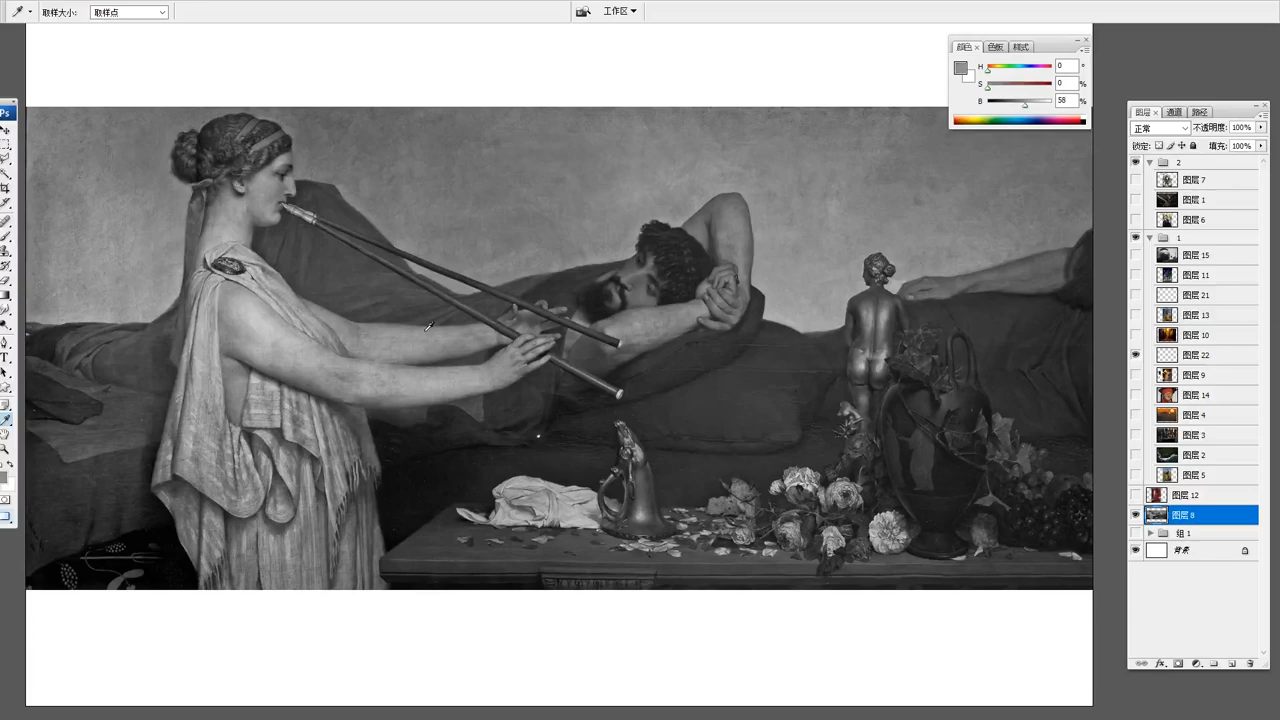 取样大小: 取样点 工作区
颜色 色板 样式
H 0 °
S 0 %
B 58 %
Ps
图层 通道 路径
正常 不透明度: 100%
锁定: 填充: 100%
2
图层 7
图层 1
图层 6
1
图层 15
图层 11
图层 21
图层 13
图层 10
图层 22
图层 9
图层 14
图层 4
图层 3
图层 2
图层 5
图层 12
图层 8
组 1
背景